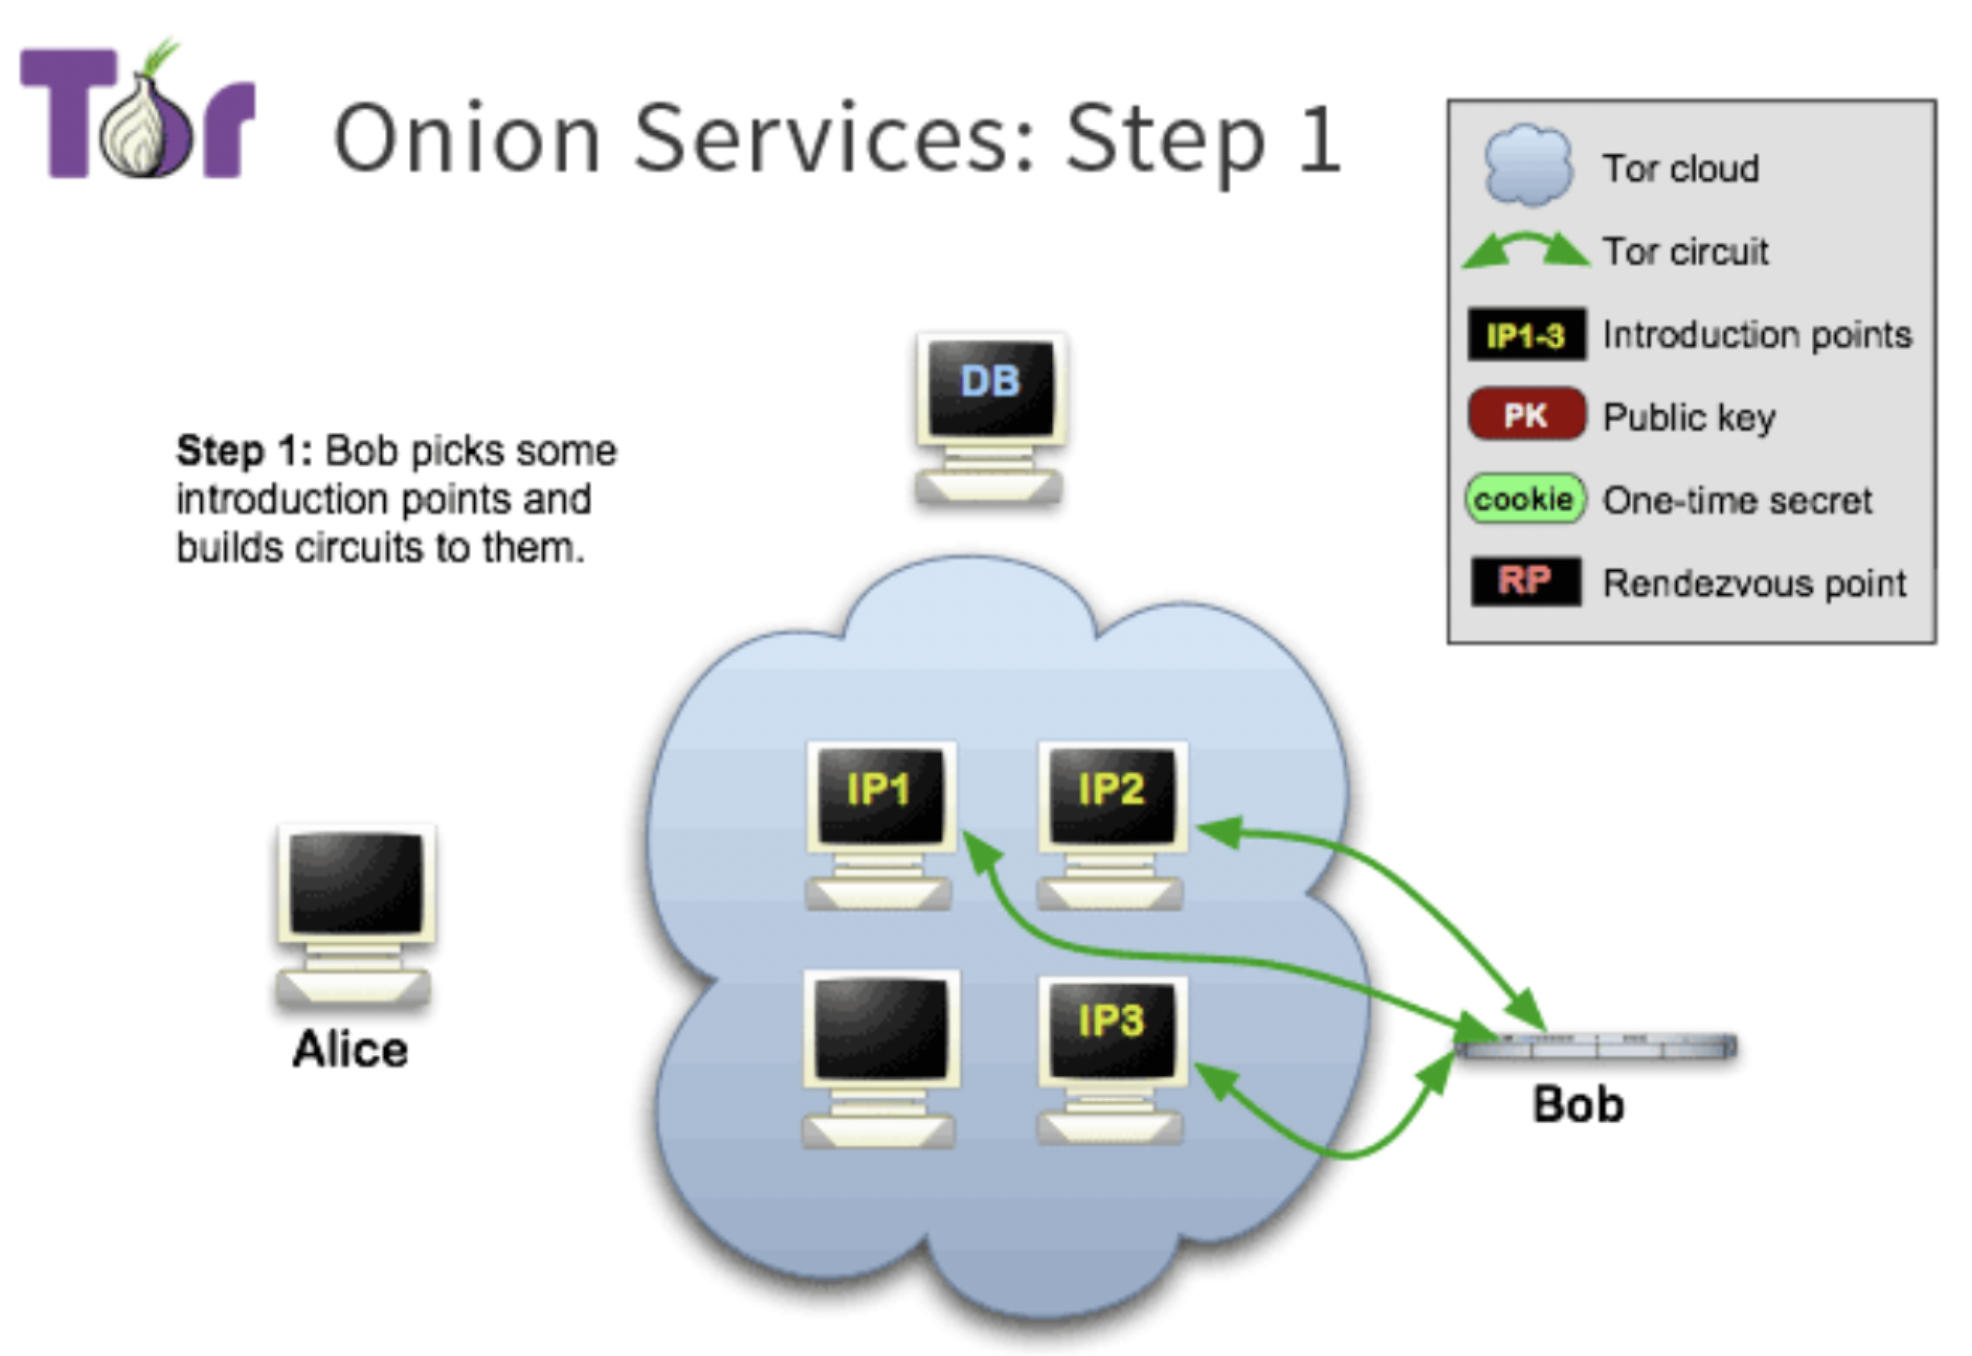 Tor
Onion Services: Step 1
Tor cloud
Tor circuit
IP1-3 Introduction points
PK Public key
cookie One-time secret
RP Rendezvous point
DB
Step 1: Bob picks some
introduction points and
builds circuits to them.
IP1 IP2
IP3
Alice
Bob